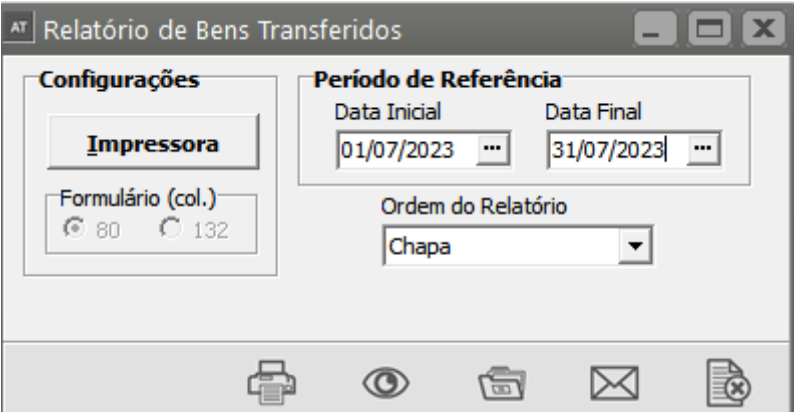 AT Relatório de Bens Transferidos
Configurações
Impressora
Formulário (col.)
80 132
Período de Referência
Data Inicial Data Final
01/07/2023 ... 31/07/2023 ...
Ordem do Relatório
Chapa